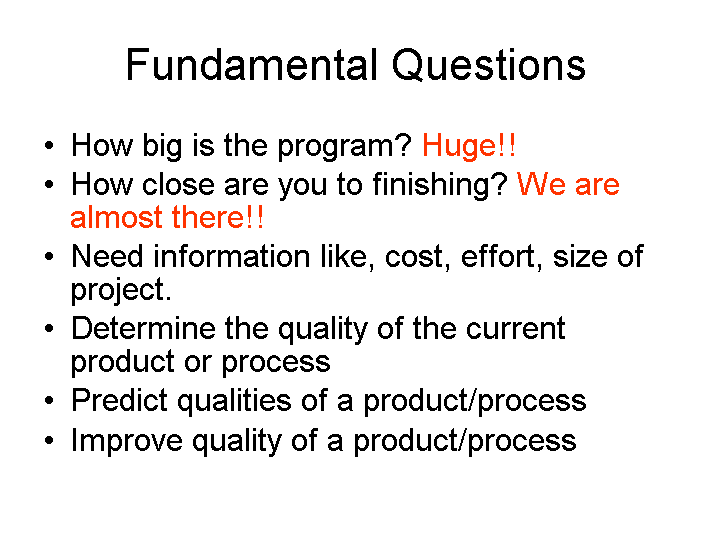 Fundamental Questions
• How big is the program? Huge!!
• How close are you to finishing? We are
almost there!!
• Need information like, cost, effort, size of
project.
• Determine the quality of the current
product or process
• Predict qualities of a product/process
• Improve quality of a product/process